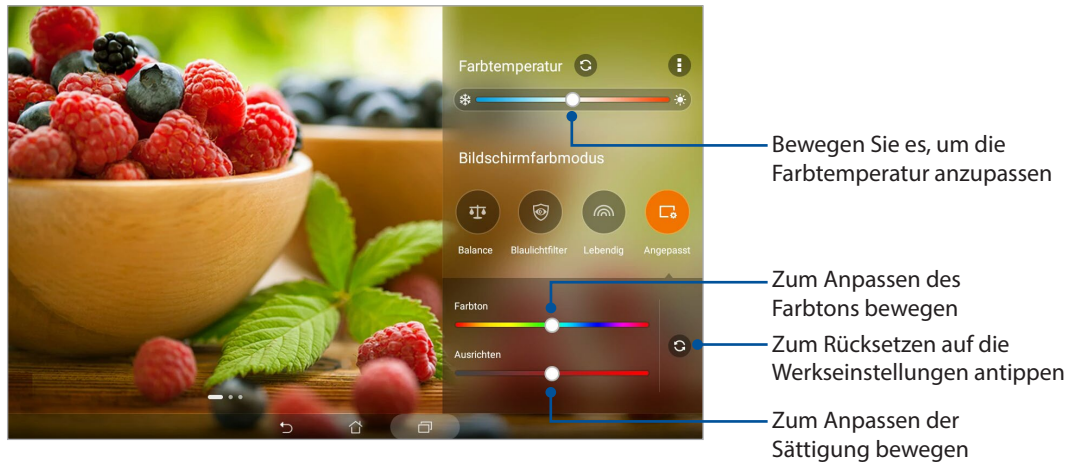 Farbtemperatur
Bewegen Sie es, um die
Farbtemperatur anzupassen
Bildschirmfarbmodus
Balance Blaulichtfilter Lebendig Angepasst
Farbton
Zum Anpassen des
Farbtons bewegen
Zum Rücksetzen auf die
Werkseinstellungen antippen
Ausrichten
Zum Anpassen der
Sättigung bewegen